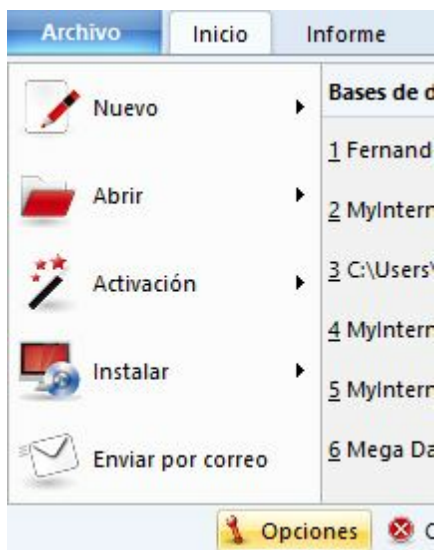 Archivo Inicio Informe
Nuevo
Abrir
Activación
Instalar
Enviar por correo
Bases de
1 Fernand
2 MyIntern
3 C:\Users\
4 MyIntern
5 MyIntern
6 Mega Da
Opciones